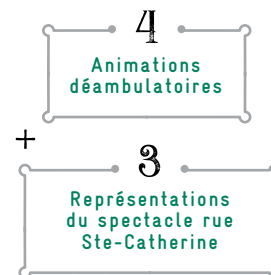 4
Animations
déambulatoires
+
3
Représentations
du spectacle rue
Ste-Catherine